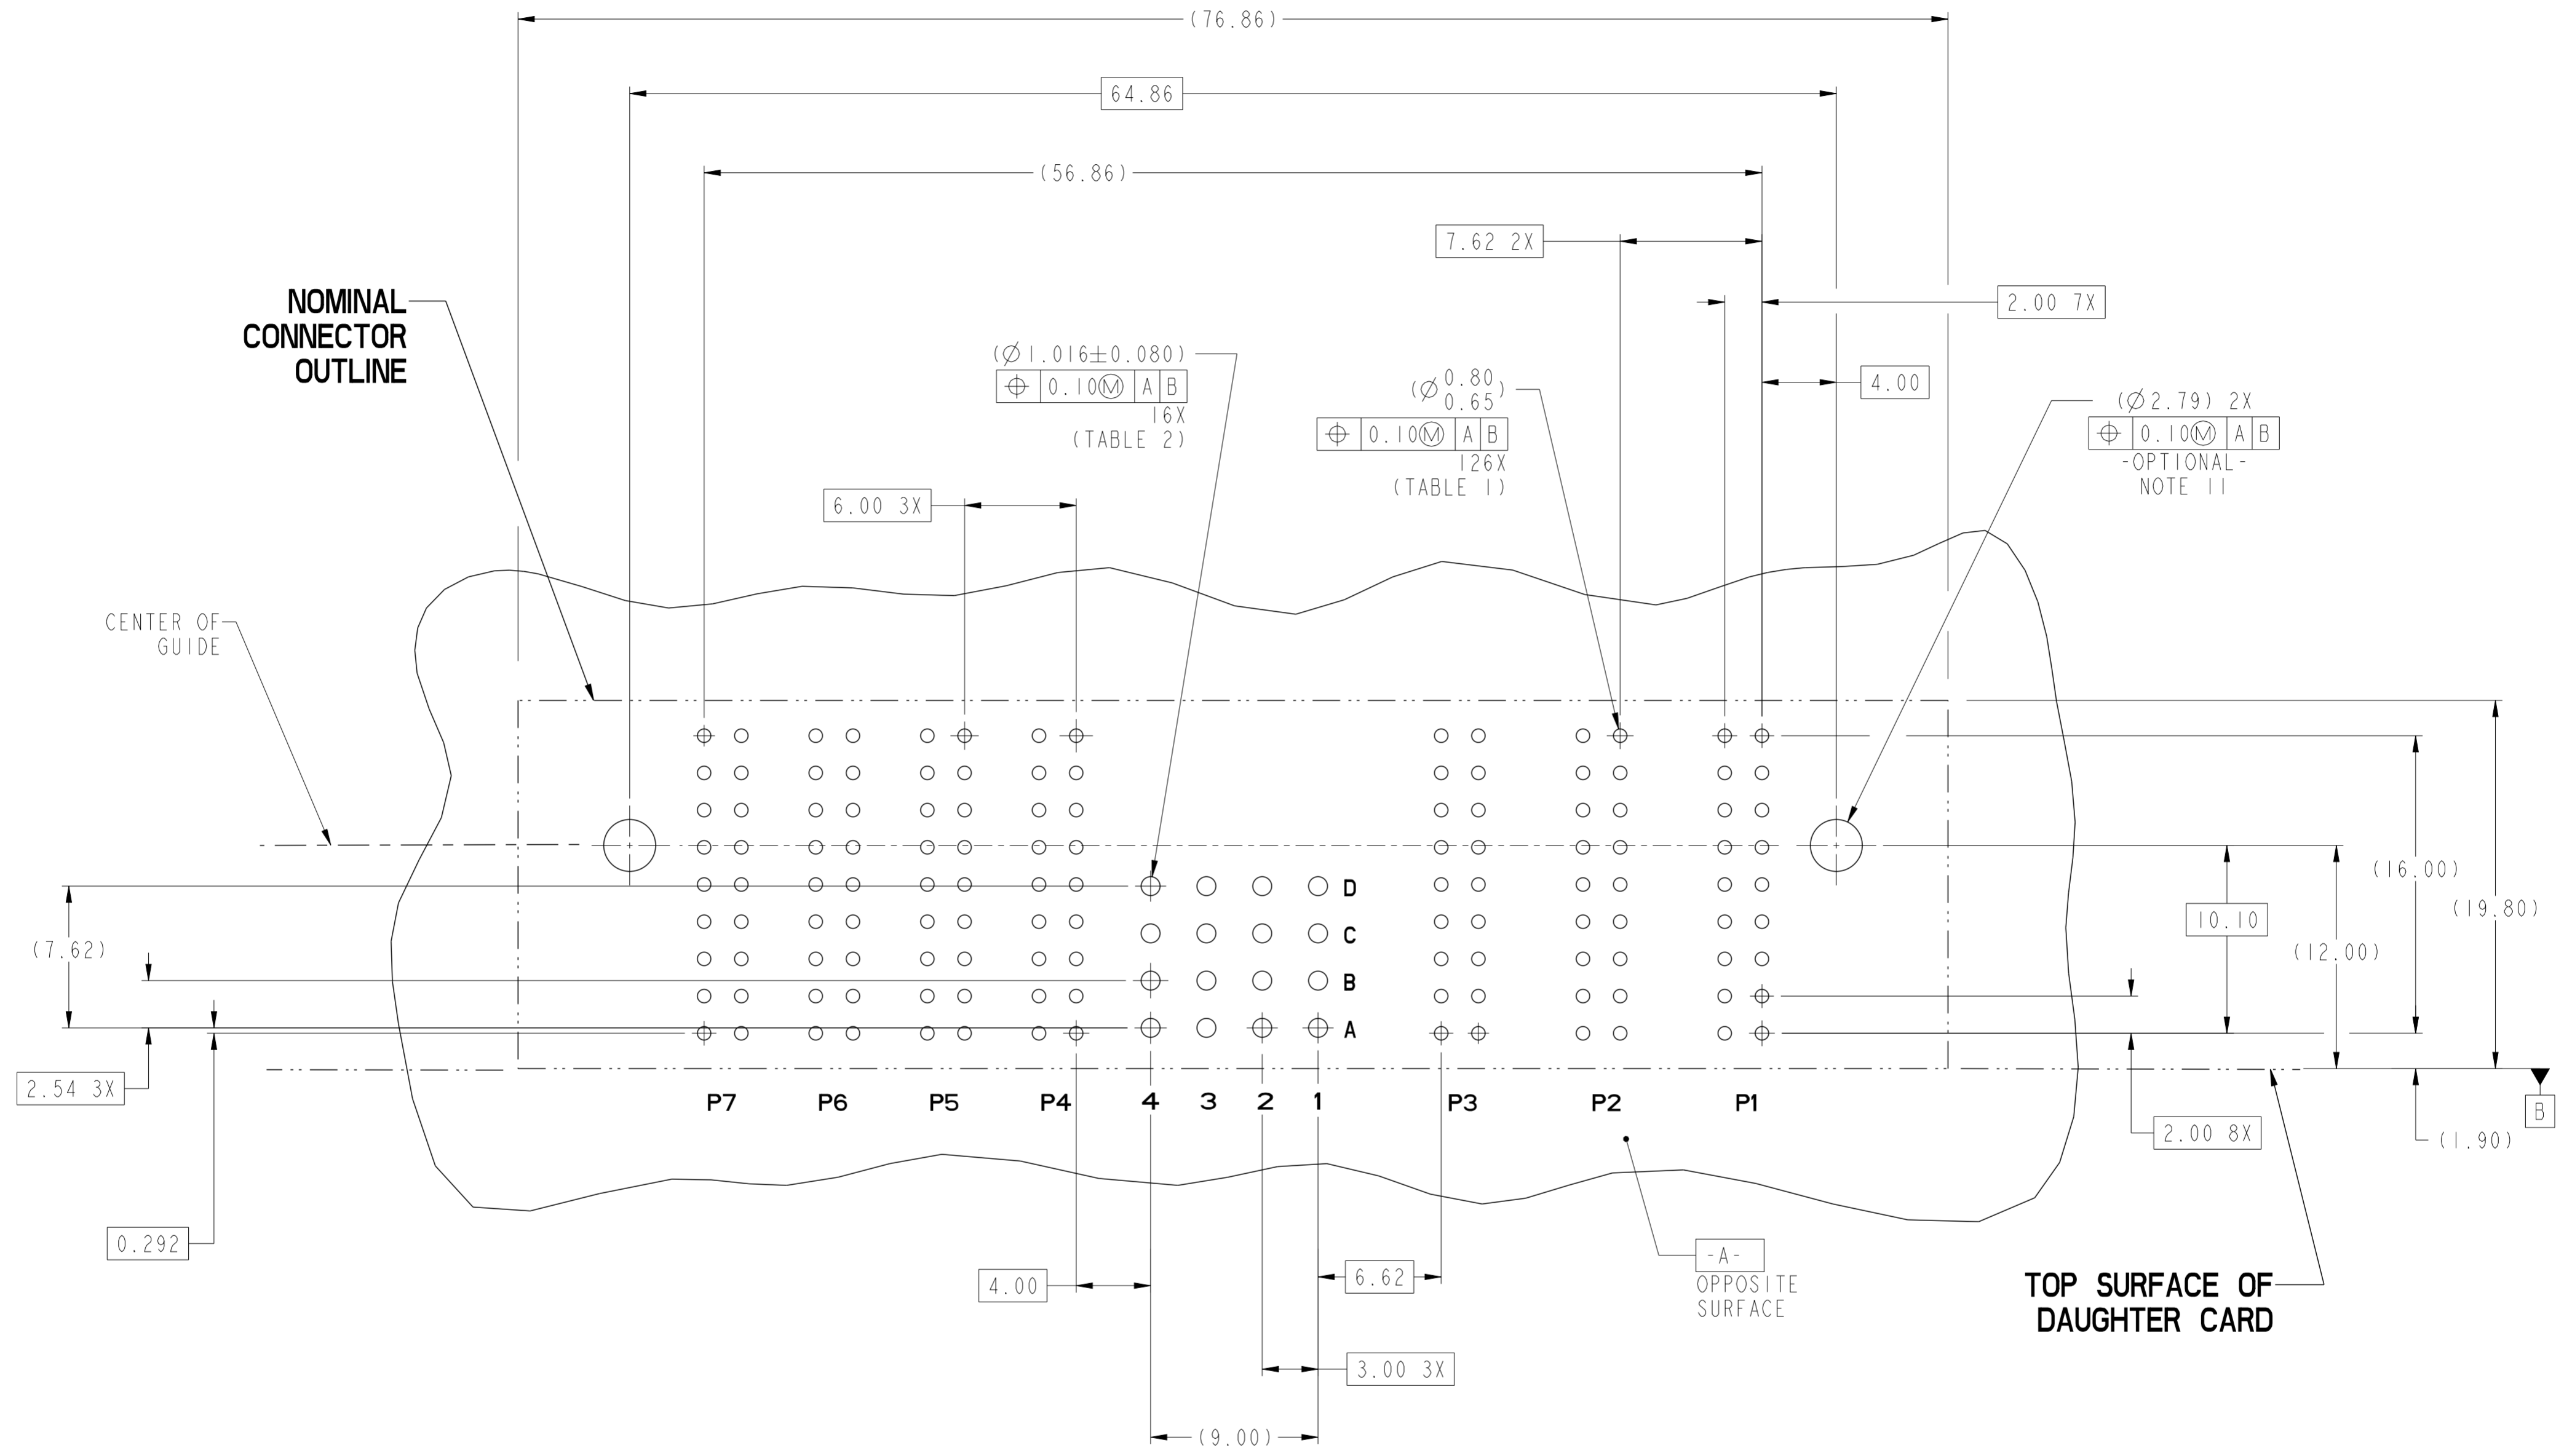 (76.86)
64.86
(56.86)
7.62 2X
NOMINAL
CONNECTOR
OUTLINE
2.00 7X
(⌀1.016±0.080)
⌖ 0.10Ⓜ A B
16X
(TABLE 2)
(⌀ 0.80
0.65)
⌖ 0.10Ⓜ A B
126X
(TABLE 1)
4.00
(⌀2.79) 2X
⌖ 0.10Ⓜ A B
-OPTIONAL-
NOTE 11
6.00 3X
CENTER OF
GUIDE
D
C
B
A
(7.62)
2.54 3X
0.292
(16.00)
(19.80)
10.10
(12.00)
P7 P6 P5 P4 4 3 2 1 P3 P2 P1
B
2.00 8X
(1.90)
4.00
6.62
-A-
OPPOSITE
SURFACE
TOP SURFACE OF
DAUGHTER CARD
3.00 3X
(9.00)